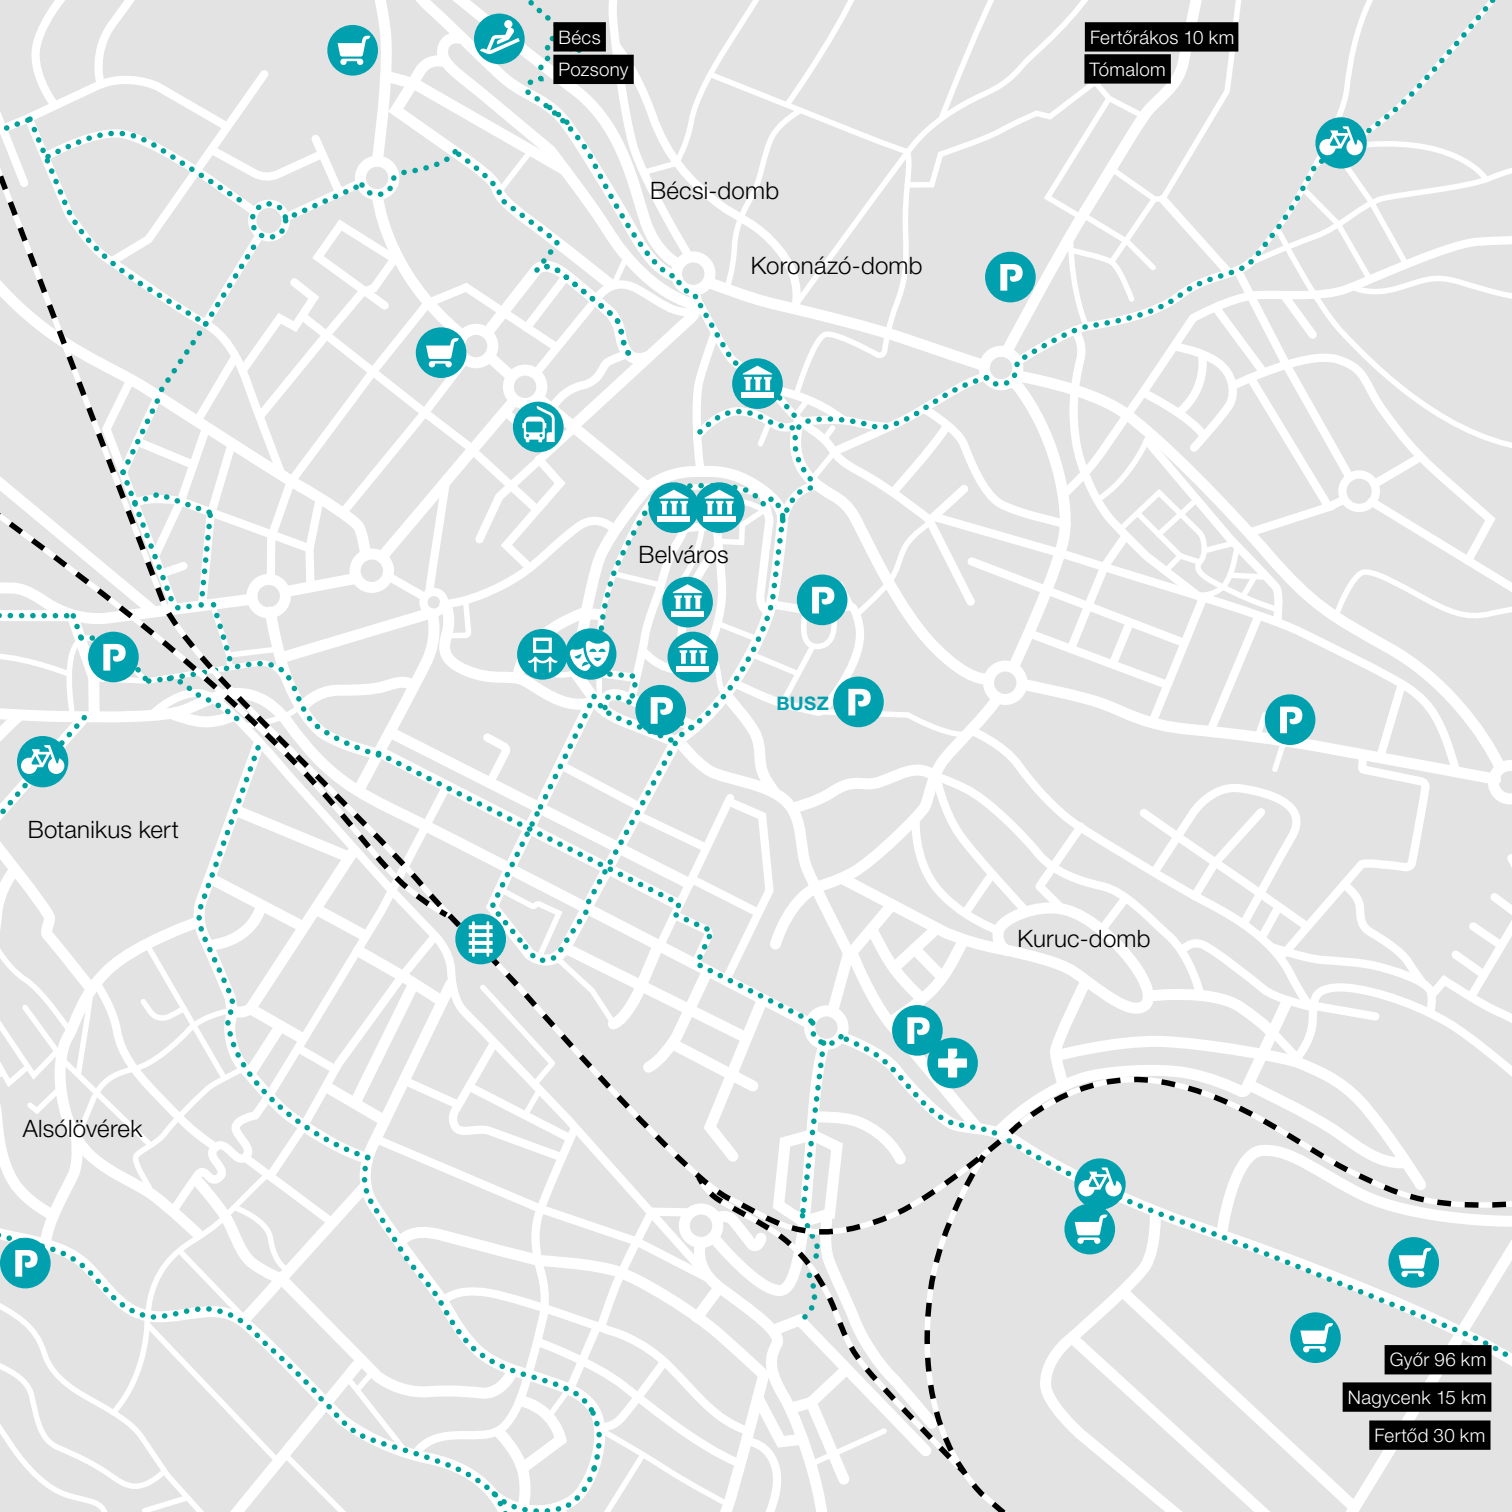 Bécs
Pozsony
Fertőrákos 10 km
Tómalom
Bécsi-domb
Koronázó-domb
P
Belváros
P
P
P
BUSZ P
P
Botanikus kert
Kuruc-domb
P
Alsólövérek
P
Győr 96 km
Nagycenk 15 km
Fertőd 30 km